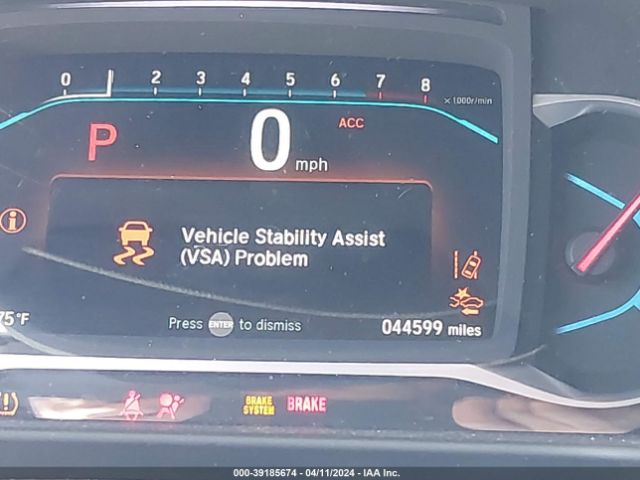 0 2 3 4 5 6 7 8
x1000r/min
P 0 mph ACC
Vehicle Stability Assist
(VSA) Problem
75°F Press ENTER to dismiss 044599 miles
BRAKE SYSTEM BRAKE
000-39185674 - 04/11/2024 - IAA Inc.